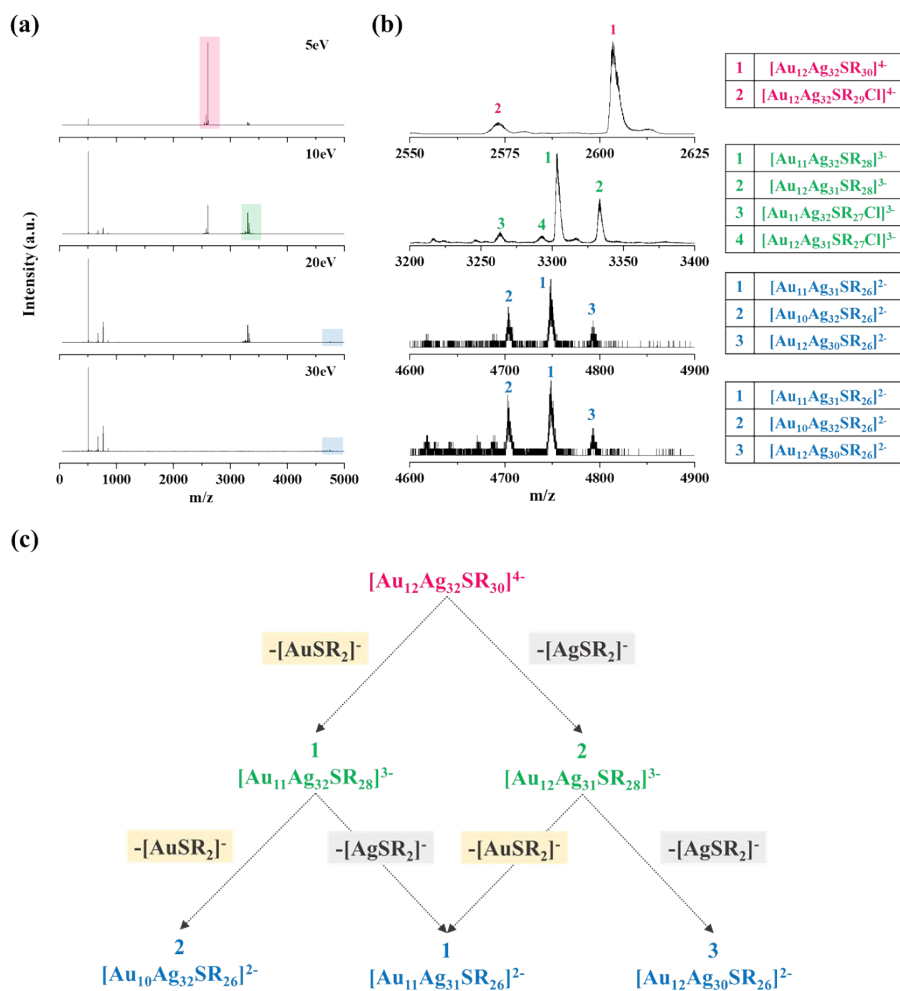 (a)
5eV
10eV
20eV
30eV
Intensity (a.u.)
0 1000 2000 3000 4000 5000
m/z
(b)
1
2
2550 2575 2600 2625
1
2
3
4
3200 3250 3300 3350 3400
1
2
3
4600 4700 4800 4900
1
2
3
4600 4700 4800 4900
m/z
1 [Au₁₂Ag₃₂SR₃₀]⁴⁻
2 [Au₁₂Ag₃₂SR₂₉Cl]⁴⁻
1 [Au₁₁Ag₃₂SR₂₈]³⁻
2 [Au₁₂Ag₃₁SR₂₈]³⁻
3 [Au₁₁Ag₃₂SR₂₇Cl]³⁻
4 [Au₁₂Ag₃₁SR₂₇Cl]³⁻
1 [Au₁₁Ag₃₁SR₂₆]²⁻
2 [Au₁₀Ag₃₂SR₂₆]²⁻
3 [Au₁₂Ag₃₀SR₂₆]²⁻
1 [Au₁₁Ag₃₁SR₂₆]²⁻
2 [Au₁₀Ag₃₂SR₂₆]²⁻
3 [Au₁₂Ag₃₀SR₂₆]²⁻
(c)
[Au₁₂Ag₃₂SR₃₀]⁴⁻
-[AuSR₂]⁻ -[AgSR₂]⁻
1 2
[Au₁₁Ag₃₂SR₂₈]³⁻ [Au₁₂Ag₃₁SR₂₈]³⁻
-[AuSR₂]⁻ -[AgSR₂]⁻ -[AuSR₂]⁻ -[AgSR₂]⁻
2 1 3
[Au₁₀Ag₃₂SR₂₆]²⁻ [Au₁₁Ag₃₁SR₂₆]²⁻ [Au₁₂Ag₃₀SR₂₆]²⁻